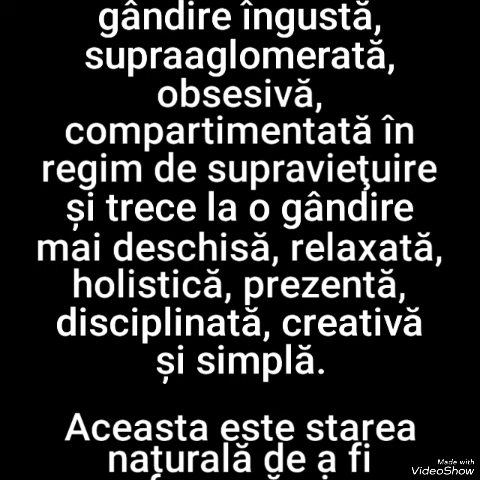 gândire îngustă,
supraaglomerată,
obsesivă,
compartimentată în
regim de supraviețuire
și trece la o gândire
mai deschisă, relaxată,
holistică, prezentă,
disciplinată, creativă
și simplă.
Aceasta este starea
naturală de a fi
Made with
VideoShow